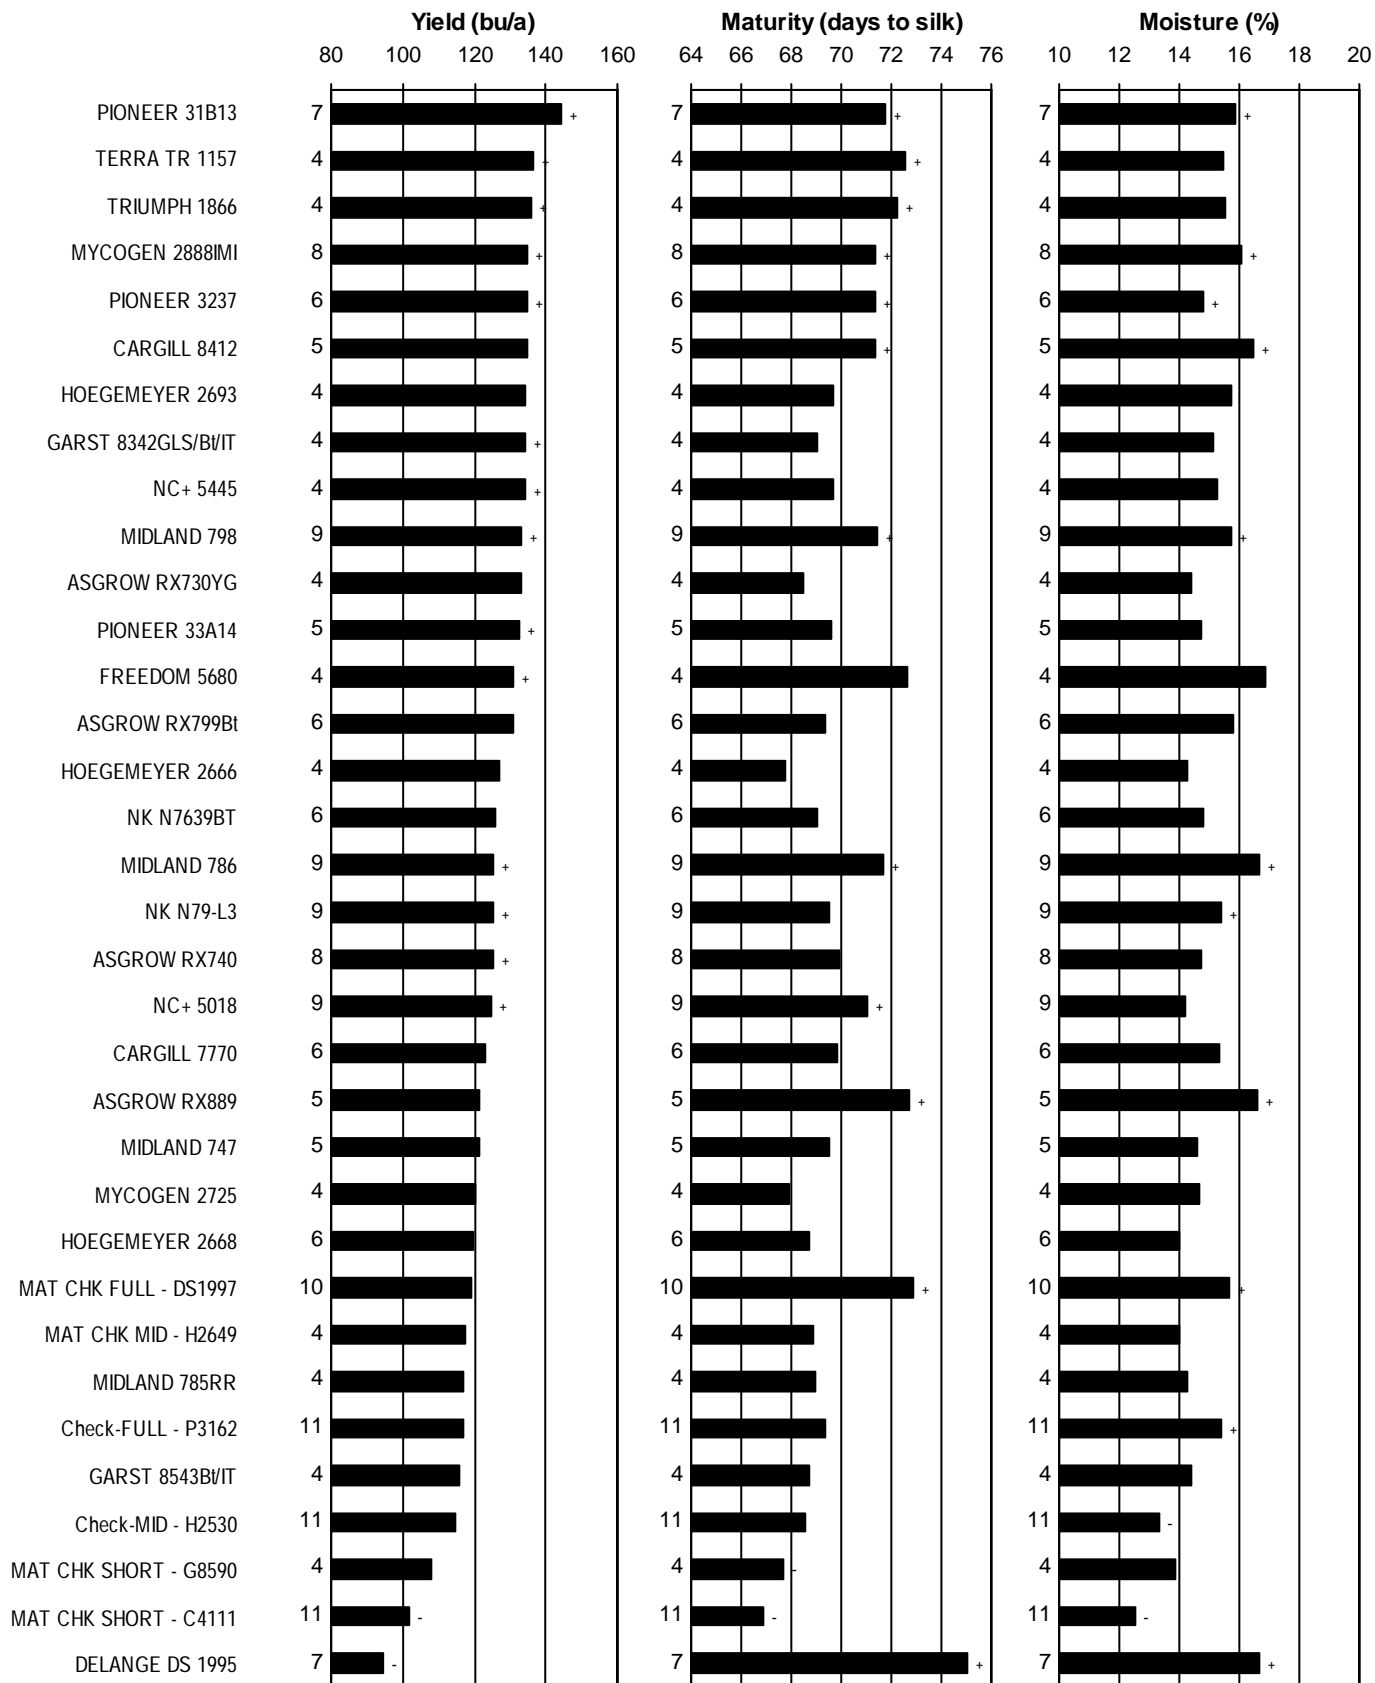 Yield (bu/a) Maturity (days to silk) Moisture (%)
80 100 120 140 160 64 66 68 70 72 74 76 10 12 14 16 18 20
PIONEER 31B13 7 + 7 + 7 +
TERRA TR 1157 4 + 4 + 4
TRIUMPH 1866 4 + 4 + 4
MYCOGEN 2888IMI 8 + 8 + 8 +
PIONEER 3237 6 + 6 + 6 +
CARGILL 8412 5 5 + 5 +
HOEGEMEYER 2693 4 4 4
GARST 8342GLS/Bt/IT 4 + 4 4
NC+ 5445 4 + 4 4
MIDLAND 798 9 + 9 + 9 +
ASGROW RX730YG 4 4 4
PIONEER 33A14 5 + 5 5
FREEDOM 5680 4 + 4 4
ASGROW RX799Bt 6 6 6
HOEGEMEYER 2666 4 4 4
NK N7639BT 6 6 6
MIDLAND 786 9 + 9 + 9 +
NK N79-L3 9 + 9 9 +
ASGROW RX740 8 + 8 8
NC+ 5018 9 + 9 + 9
CARGILL 7770 6 6 6
ASGROW RX889 5 5 + 5 +
MIDLAND 747 5 5 5
MYCOGEN 2725 4 4 4
HOEGEMEYER 2668 6 6 6
MAT CHK FULL - DS1997 10 10 + 10 +
MAT CHK MID - H2649 4 4 4
MIDLAND 785RR 4 4 4
Check-FULL - P3162 11 11 11 +
GARST 8543Bt/IT 4 4 4
Check-MID - H2530 11 11 11 -
MAT CHK SHORT - G8590 4 4 - 4
MAT CHK SHORT - C4111 11 - 11 - 11 -
DELANGE DS 1995 7 - 7 + 7 +